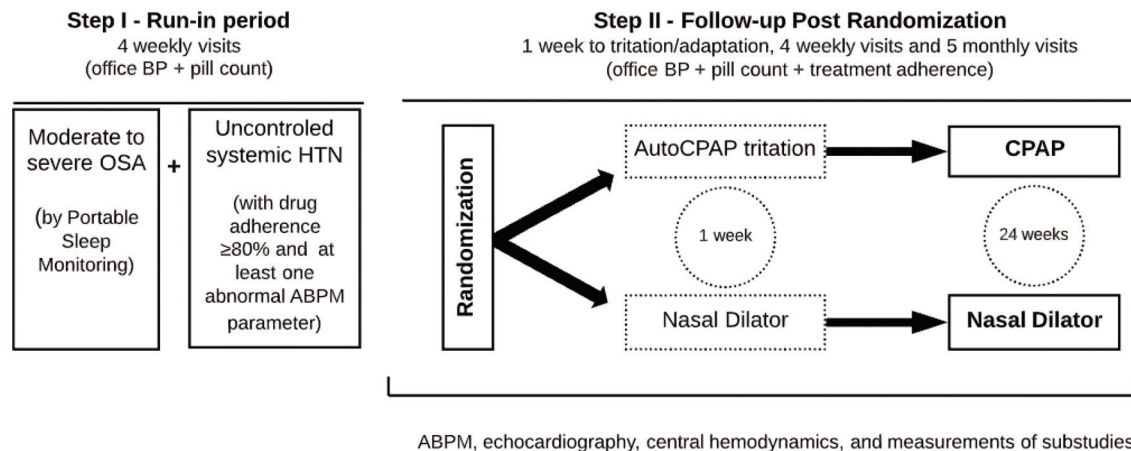 Step I - Run-in period
4 weekly visits
(office BP + pill count)
Moderate to
severe OSA
(by Portable
Sleep
Monitoring)
+
Uncontroled
systemic HTN
(with drug
adherence
≥80% and at
least one
abnormal ABPM
parameter)
Step II - Follow-up Post Randomization
1 week to tritation/adaptation, 4 weekly visits and 5 monthly visits
(office BP + pill count + treatment adherence)
Randomization
AutoCPAP tritation
CPAP
1 week
24 weeks
Nasal Dilator
Nasal Dilator
ABPM, echocardiography, central hemodynamics, and measurements of substudies